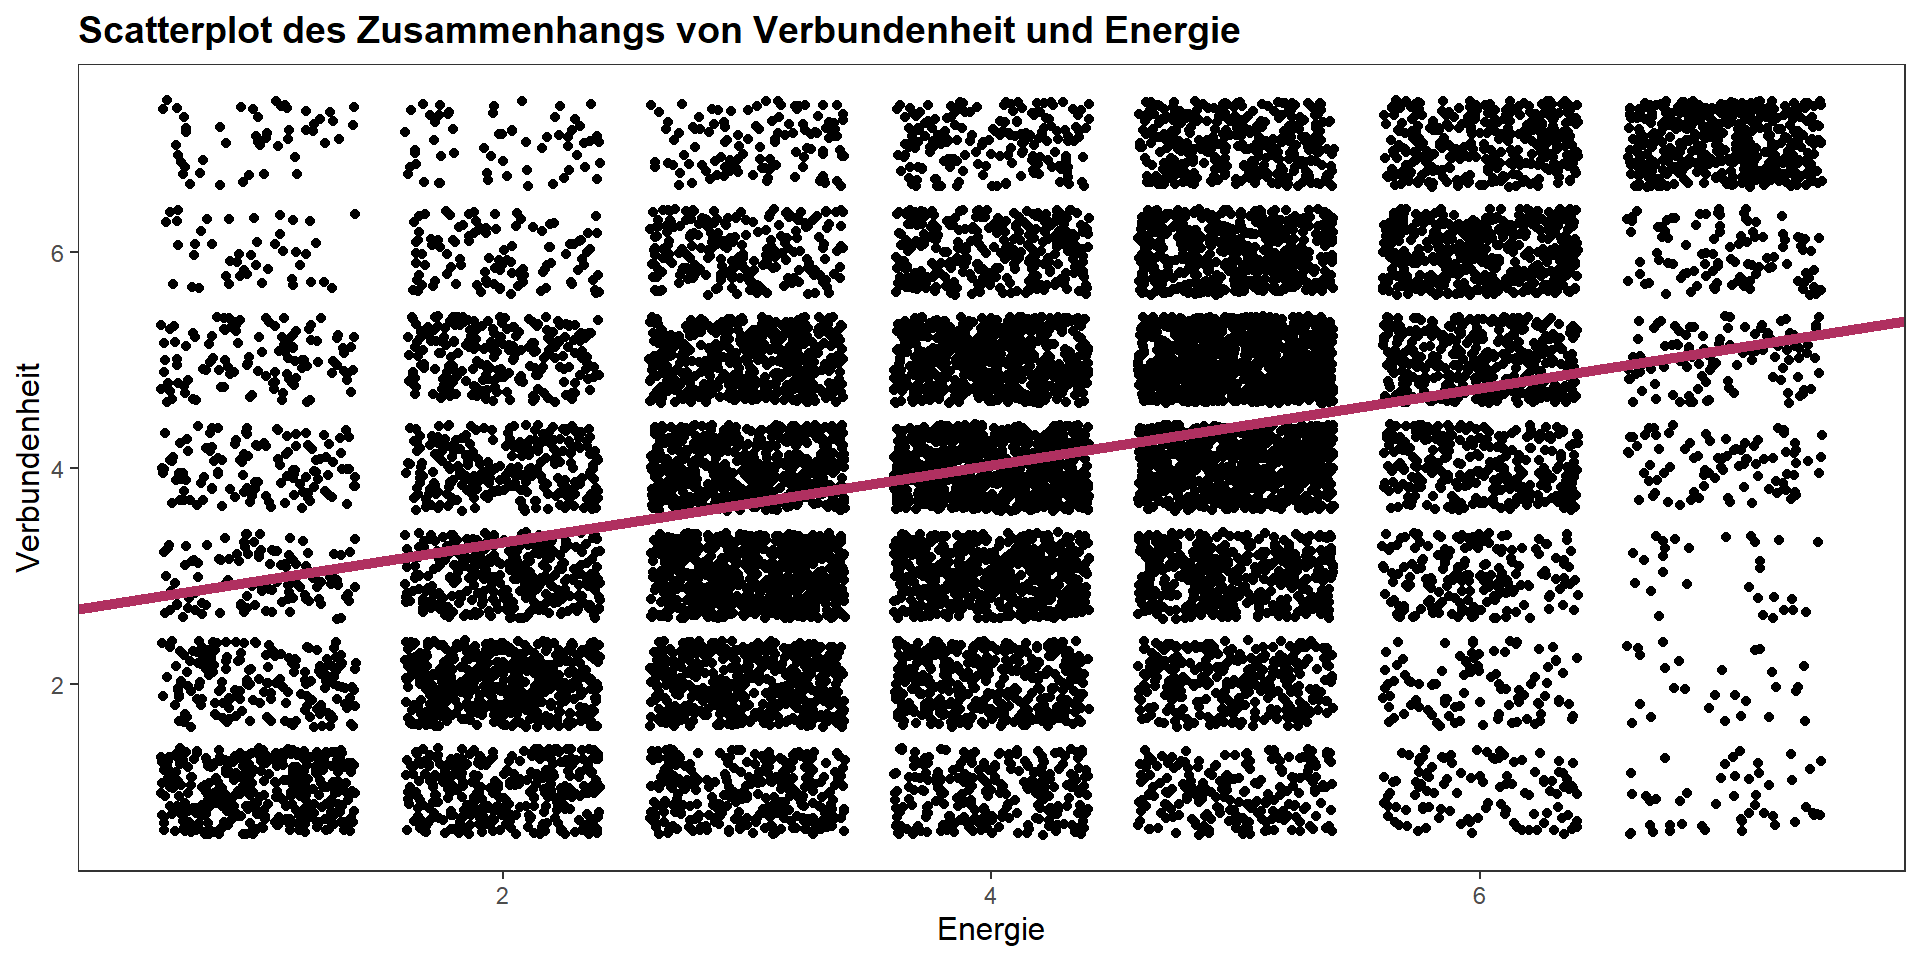 Scatterplot des Zusammenhangs von Verbundenheit und Energie
Verbundenheit
6
4
2
2
4
6
Energie